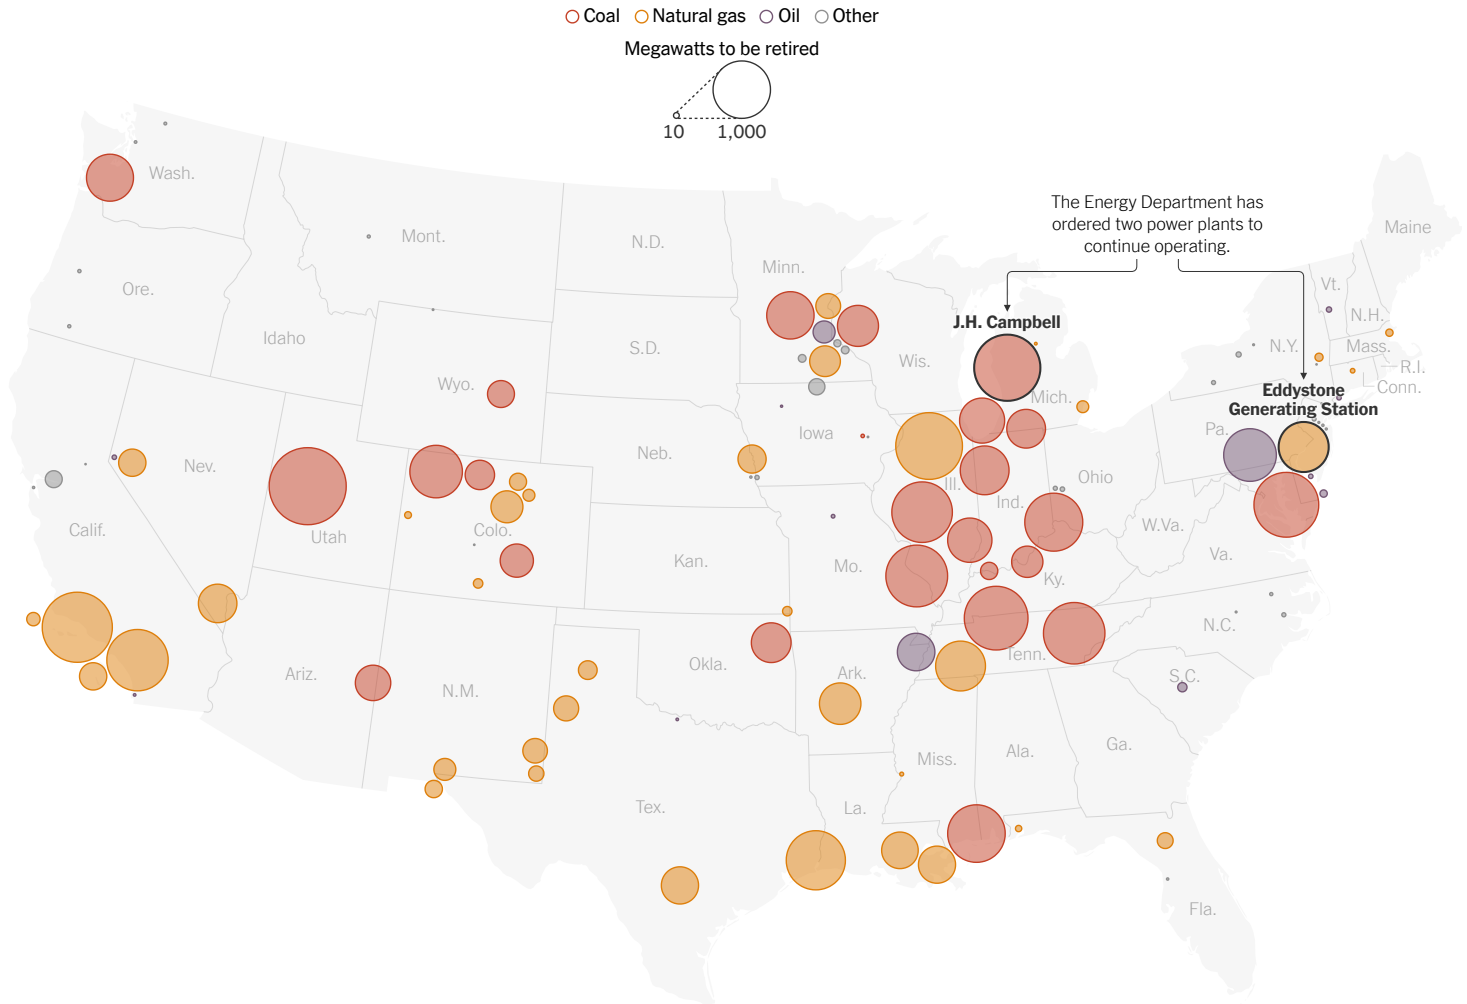 Coal Natural gas Oil Other
Megawatts to be retired
10 1,000
The Energy Department has
ordered two power plants to
continue operating.
J.H. Campbell
Eddystone
Generating Station
Wash.
Mont.
N.D.
Minn.
Maine
Ore.
Idaho
S.D.
Wis.
Vt.
N.H.
N.Y.
Mass.
R.I.
Conn.
Wyo.
Mich.
Iowa
Pa.
Nev.
Neb.
Ill.
Ind.
Ohio
Calif.
Utah
Colo.
Kan.
Mo.
Ky.
W.Va.
Va.
Ariz.
N.M.
Okla.
Ark.
Tenn.
N.C.
S.C.
Tex.
La.
Miss.
Ala.
Ga.
Fla.